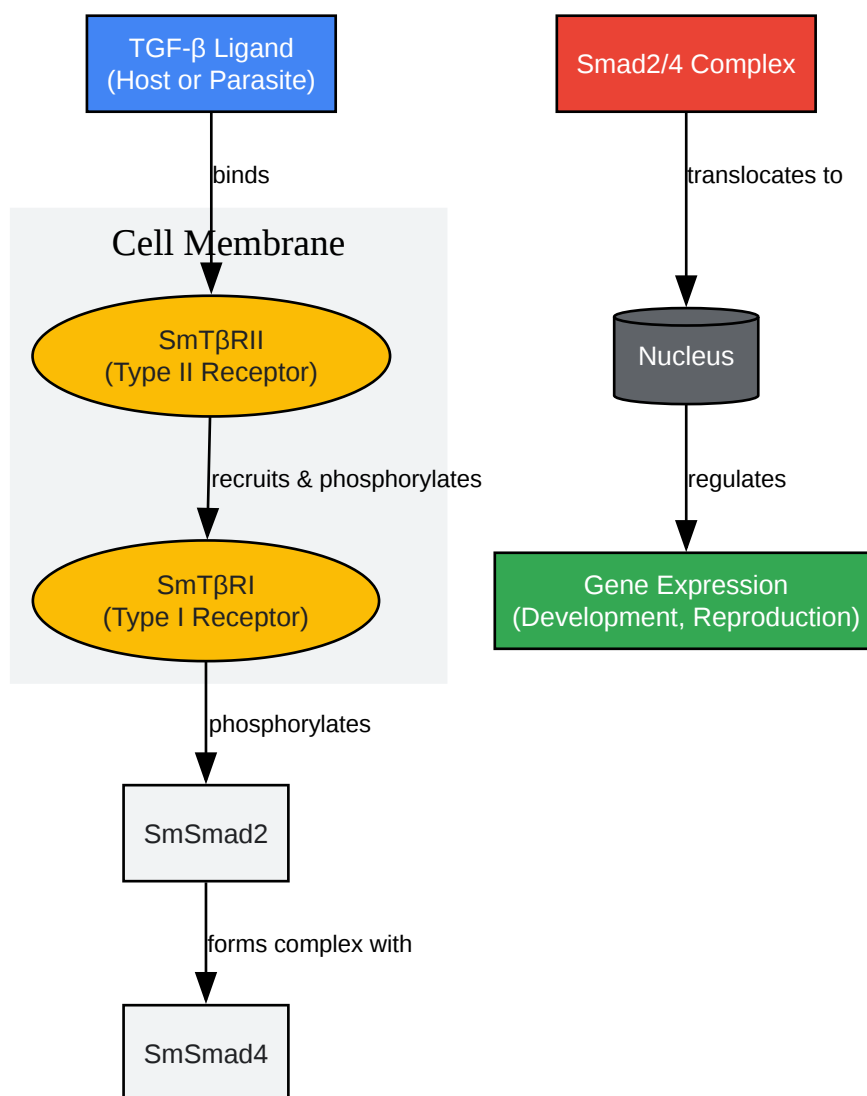 TGF-β Ligand
(Host or Parasite)
binds
Cell Membrane
SmTβRII
(Type II Receptor)
recruits & phosphorylates
SmTβRI
(Type I Receptor)
phosphorylates
SmSmad2
forms complex with
SmSmad4
Smad2/4 Complex
translocates to
Nucleus
regulates
Gene Expression
(Development, Reproduction)